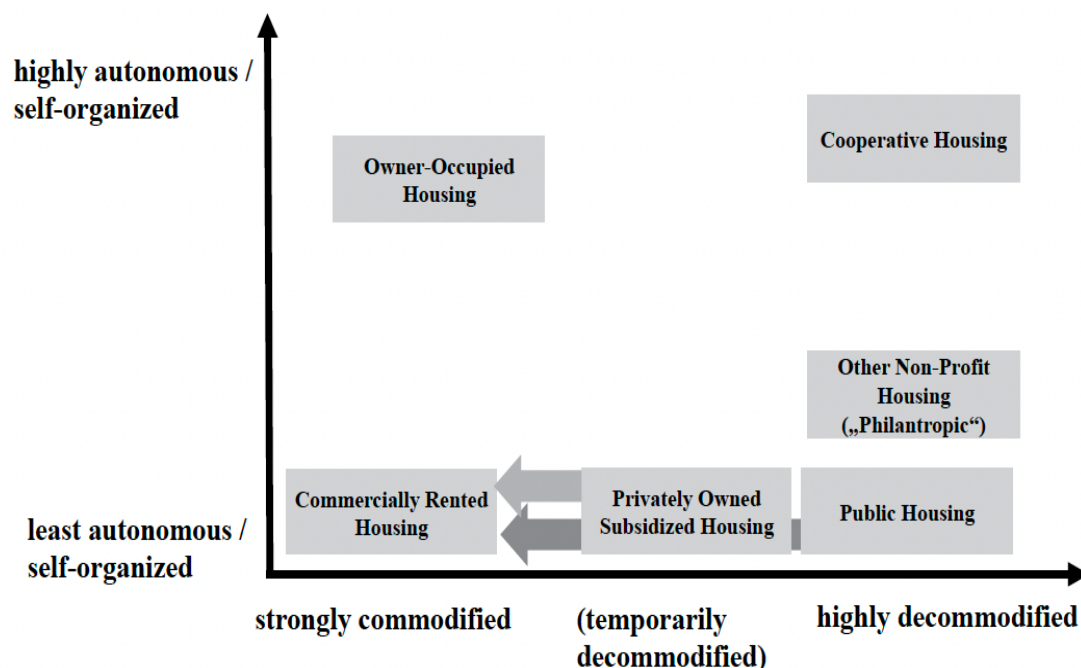 highly autonomous /
self-organized
Owner-Occupied
Housing
Cooperative Housing
Other Non-Profit
Housing
(„Philantropic“)
Commercially Rented
Housing
Privately Owned
Subsidized Housing
Public Housing
least autonomous /
self-organized
strongly commodified
(temporarily
decommodified)
highly decommodified